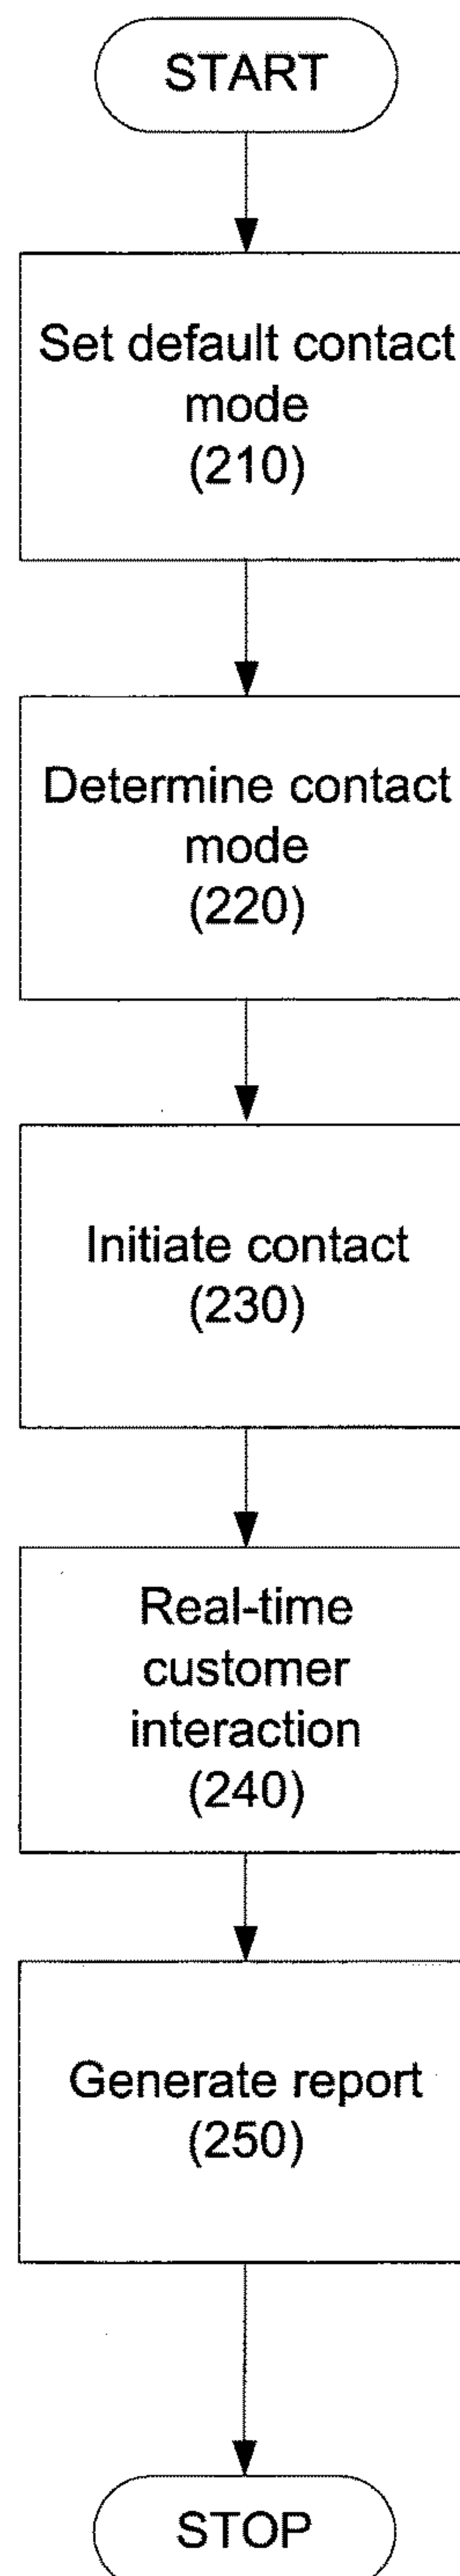 START
Set default contact
mode
(210)
Determine contact
mode
(220)
Initiate contact
(230)
Real-time
customer
interaction
(240)
Generate report
(250)
STOP